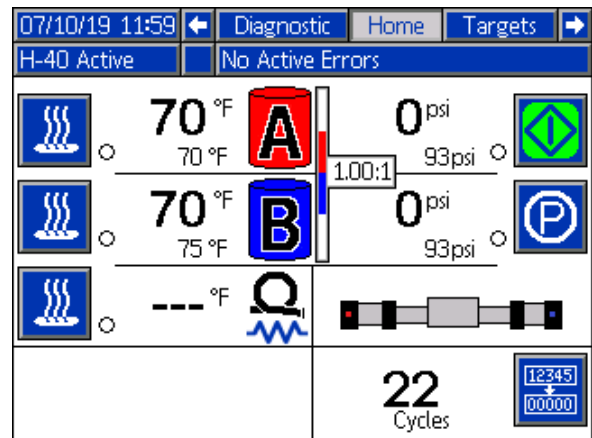 07/10/19 11:59 Diagnostic Home Targets
H-40 Active No Active Errors
70 °F A 0 psi
70 °F 93psi
1.00:1
70 °F B 0 psi
75 °F 93psi P
--- °F
22 12345
Cycles 00000